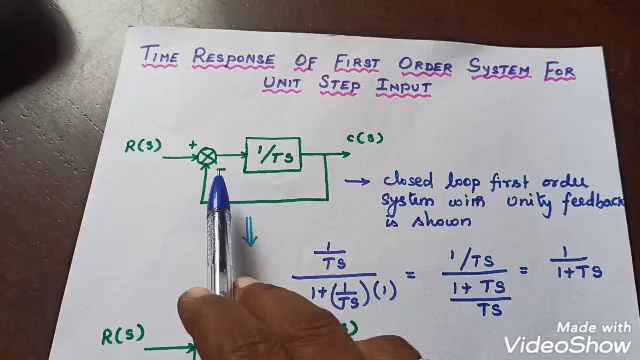 TIME RESPONSE OF FIRST ORDER SYSTEM FOR
UNIT STEP INPUT
R(S) + 1/TS C(S)
-
→ closed loop first order
system with unity feedback
is shown
1/TS / 1+(1/TS)(1) = 1/TS / 1+TS/TS = 1/1+TS
R(S)
Made with
VideoShow